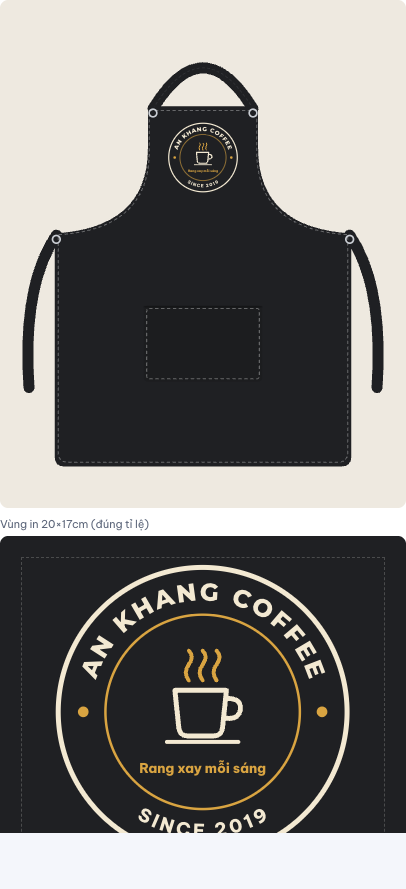 AN KHANG COFFEE
Rang xay mỗi sáng
SINCE 2019
Vùng in 20×17cm (đúng tỉ lệ)
AN KHANG COFFEE
Rang xay mỗi sáng
SINCE 2019